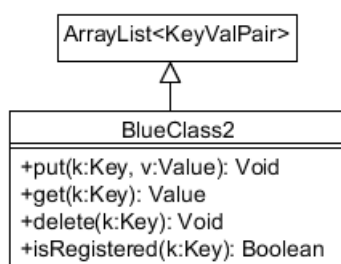 ArrayList<KeyValPair>
BlueClass2
+put(k:Key, v:Value): Void
+get(k:Key): Value
+delete(k:Key): Void
+isRegistered(k:Key): Boolean